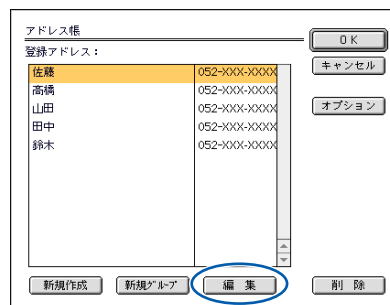 アドレス帳
登録アドレス：
OK
キャンセル
オプション
佐藤 052-XXX-XXXX
高橋 052-XXX-XXXX
山田 052-XXX-XXXX
田中 052-XXX-XXXX
鈴木 052-XXX-XXXX
新規作成 新規グループ 編集 削除